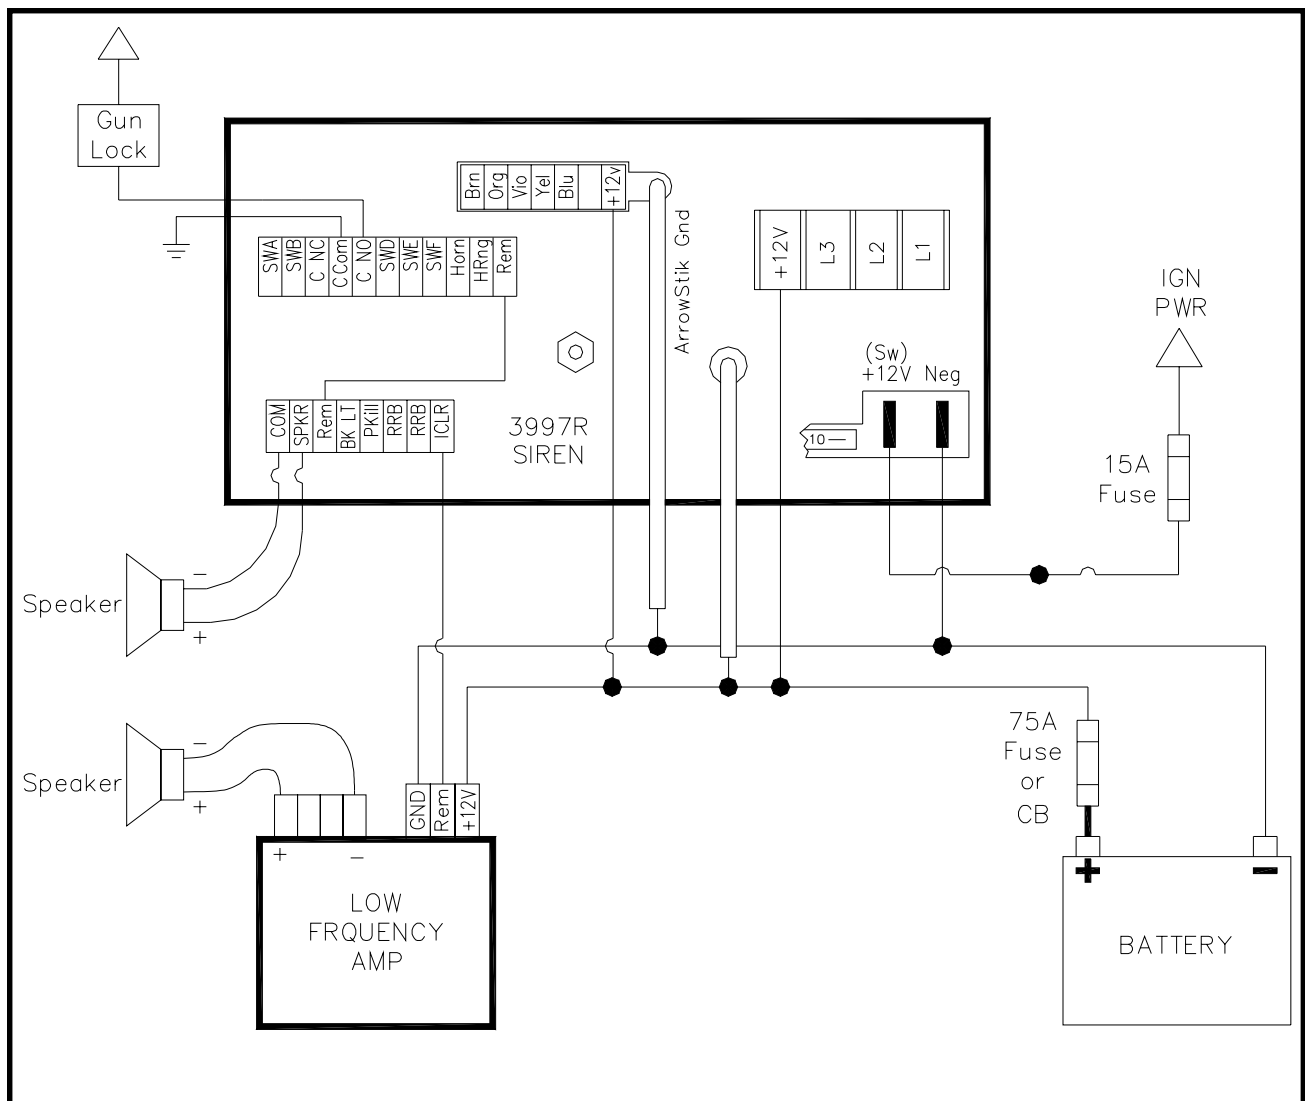 Gun
Lock
Brn
Org
Vio
Yel
Blu
+12v
ArrowStik Gnd
+12V
L3
L2
L1
SWA
SWB
C NC
CCom
C NO
SWD
SWE
SWF
Horn
HRng
Rem
IGN
PWR
(Sw)
+12V Neg
10
COM
SPKR
Rem
BK LT
PKill
RRB
RRB
ICLR
3997R
SIREN
15A
Fuse
−
Speaker
+
−
Speaker
+
75A
Fuse
or
CB
GND
Rem
+12V
+ −
LOW
FRQUENCY
AMP
+ −
BATTERY